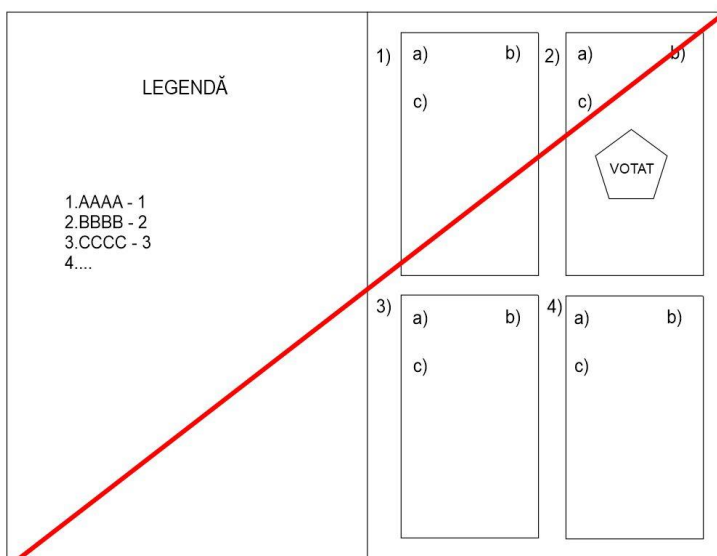 LEGENDĂ
1.AAAA - 1
2.BBBB - 2
3.CCCC - 3
4....
1)
a) b)
c)
2)
a) b)
c)
VOTAT
3)
a) b)
c)
4)
a) b)
c)